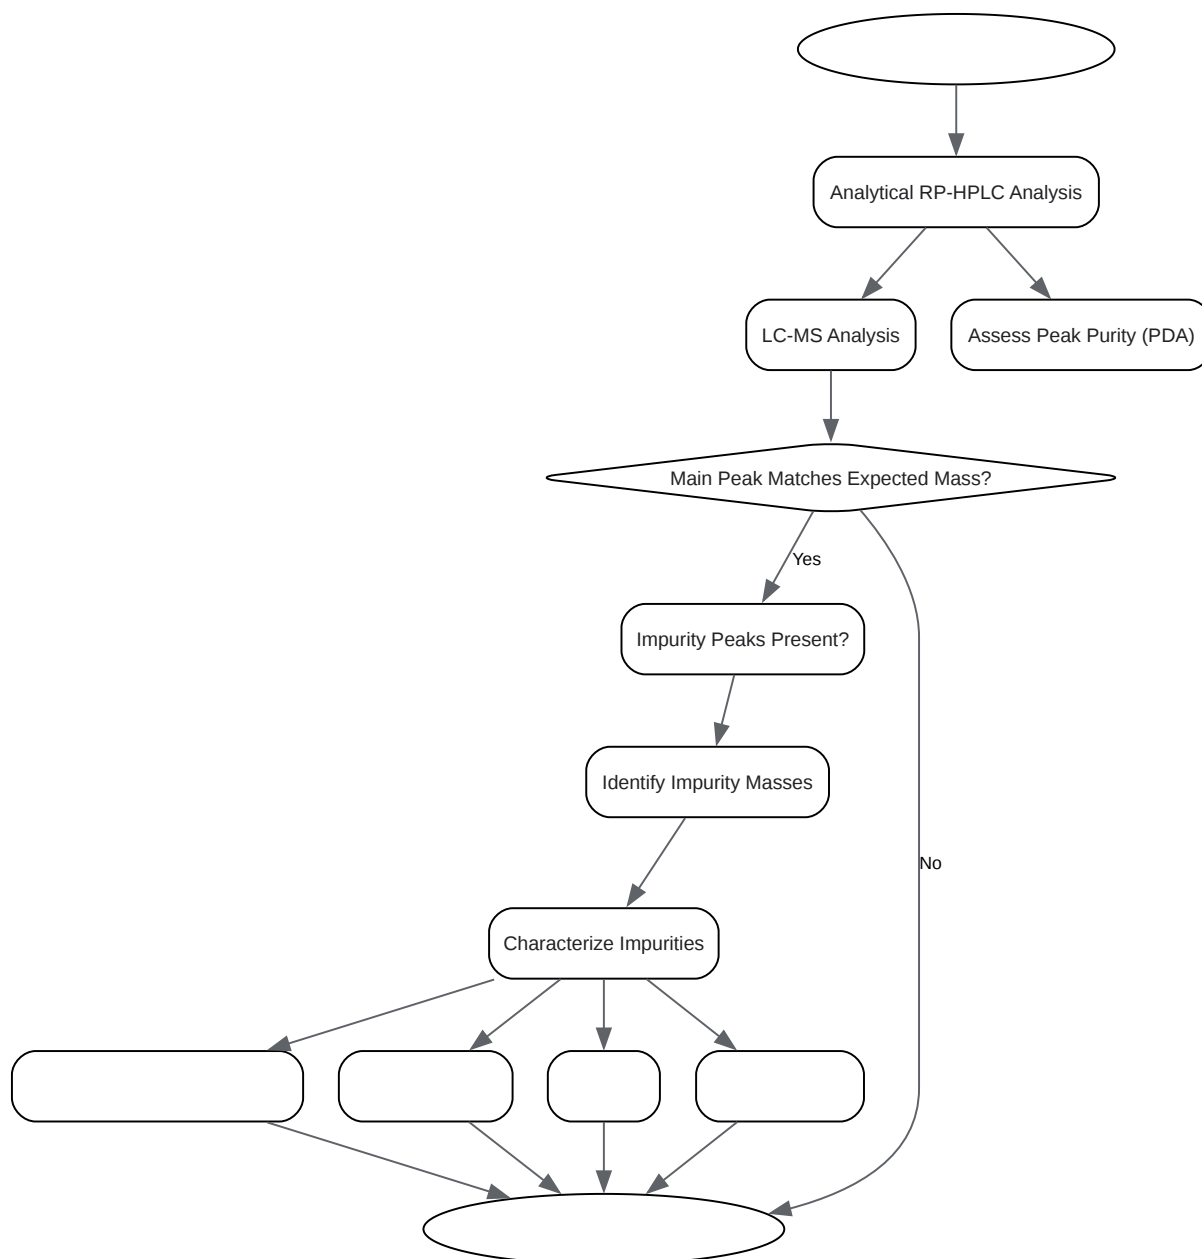 Analytical RP-HPLC Analysis
LC-MS Analysis
Assess Peak Purity (PDA)
Main Peak Matches Expected Mass?
Yes
Impurity Peaks Present?
Identify Impurity Masses
No
Characterize Impurities